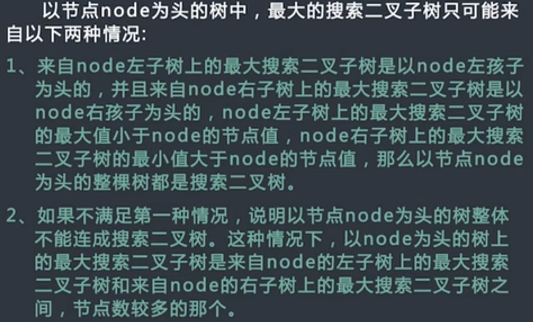 以节点node为头的树中，最大的搜索二叉子树只可能来
自以下两种情况:
1、来自node左子树上的最大搜索二叉子树是以node左孩子
为头的，并且来自node右子树上的最大搜索二叉子树是以
node右孩子为头的，node左子树上的最大搜索二叉子树
的最大值小于node的节点值，node右子树上的最大搜索
二叉子树的最小值大于node的节点值，那么以节点node
为头的整棵树都是搜索二叉树。
2、如果不满足第一种情况，说明以节点node为头的树整体
不能连成搜索二叉树。这种情况下，以node为头的树上
的最大搜索二叉子树是来自node的左子树上的最大搜索
二叉子树和来自node的右子树上的最大搜索二叉子树之
间，节点数较多的那个。